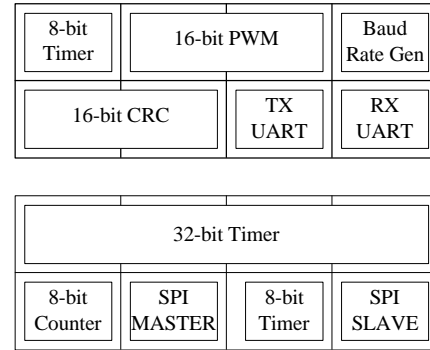 8-bit
Timer
16-bit PWM
Baud
Rate Gen
16-bit CRC
TX
UART
RX
UART
32-bit Timer
8-bit
Counter
SPI
MASTER
8-bit
Timer
SPI
SLAVE